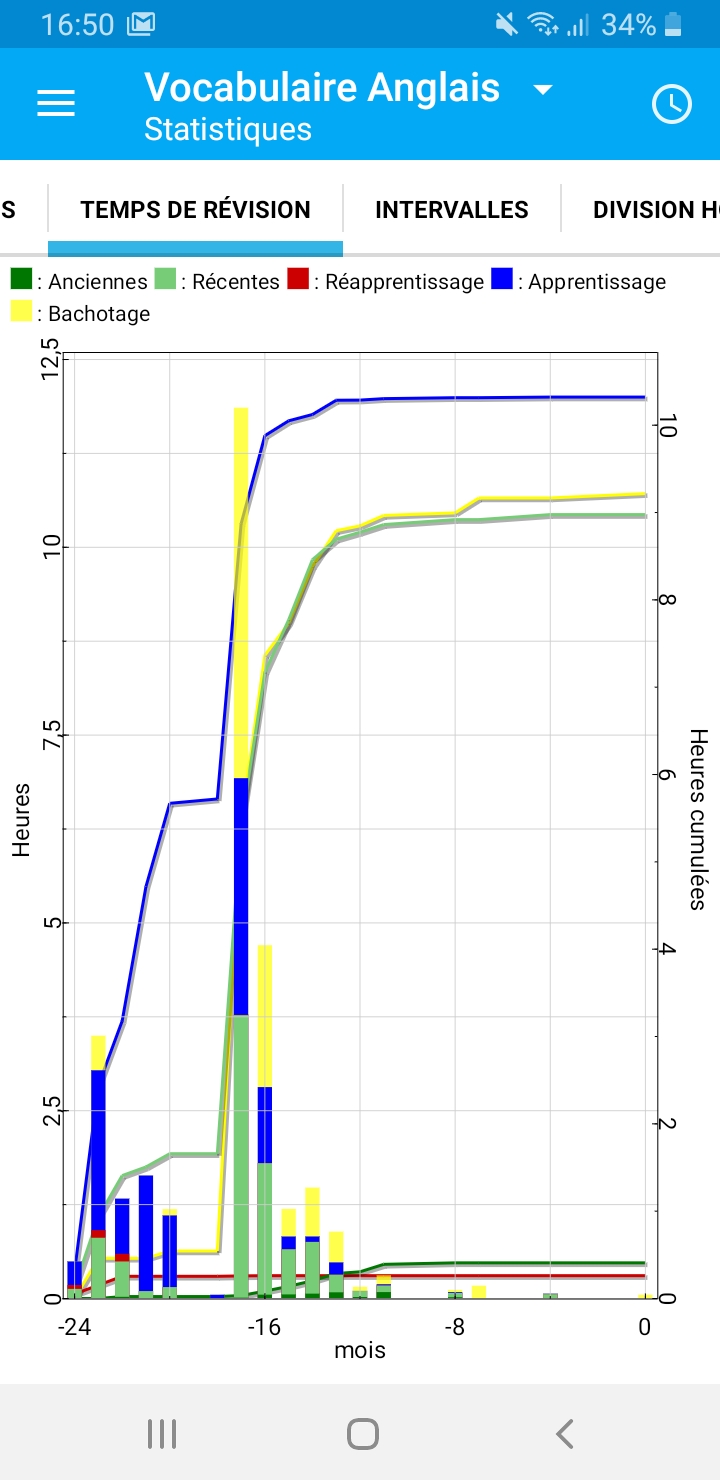 16:50 34%
Vocabulaire Anglais
Statistiques
S TEMPS DE RÉVISION INTERVALLES DIVISION H
: Anciennes : Récentes : Réapprentissage : Apprentissage
: Bachotage
12,5
10
7,5
5
2,5
0
Heures
10
8
6
4
2
0
Heures cumulées
-24 -16 -8 0
mois